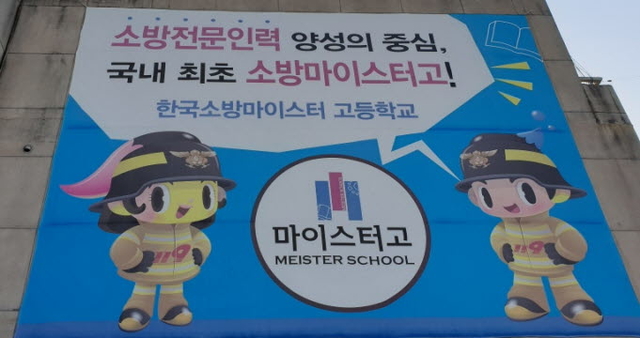 소방전문인력 양성의 중심,
국내 최초 소방마이스터고!
한국소방마이스터 고등학교
마이스터고
MEISTER SCHOOL
119
119